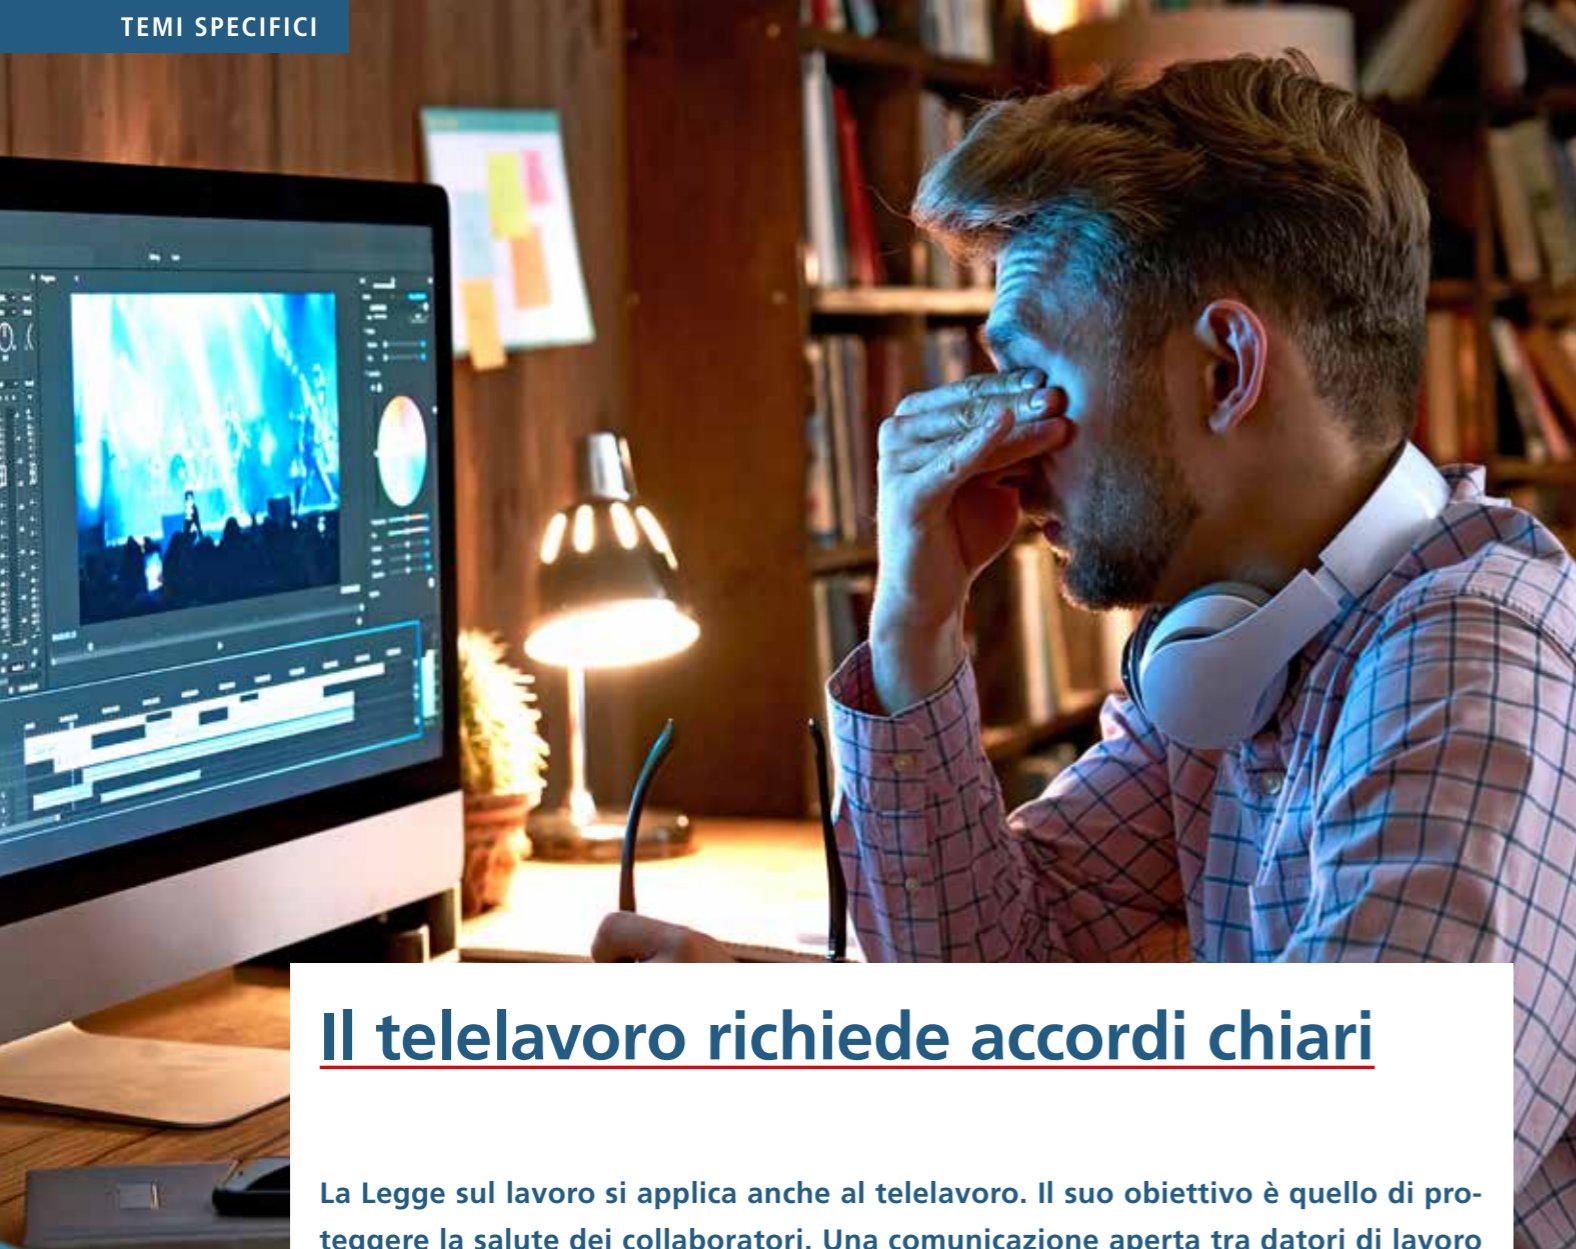 TEMI SPECIFICI
Il telelavoro richiede accordi chiari
La Legge sul lavoro si applica anche al telelavoro. Il suo obiettivo è quello di pro-
teggere la salute dei collaboratori. Una comunicazione aperta tra datori di lavoro